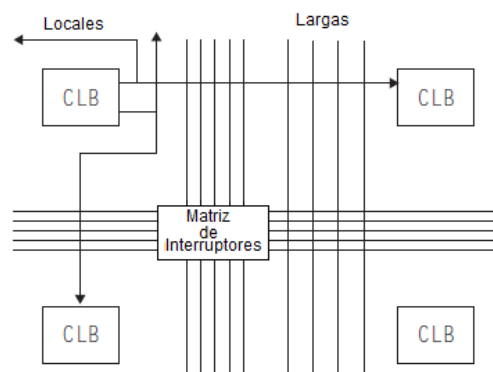 Locales
Largas
CLB
CLB
Matriz
de
Interruptores
CLB
CLB